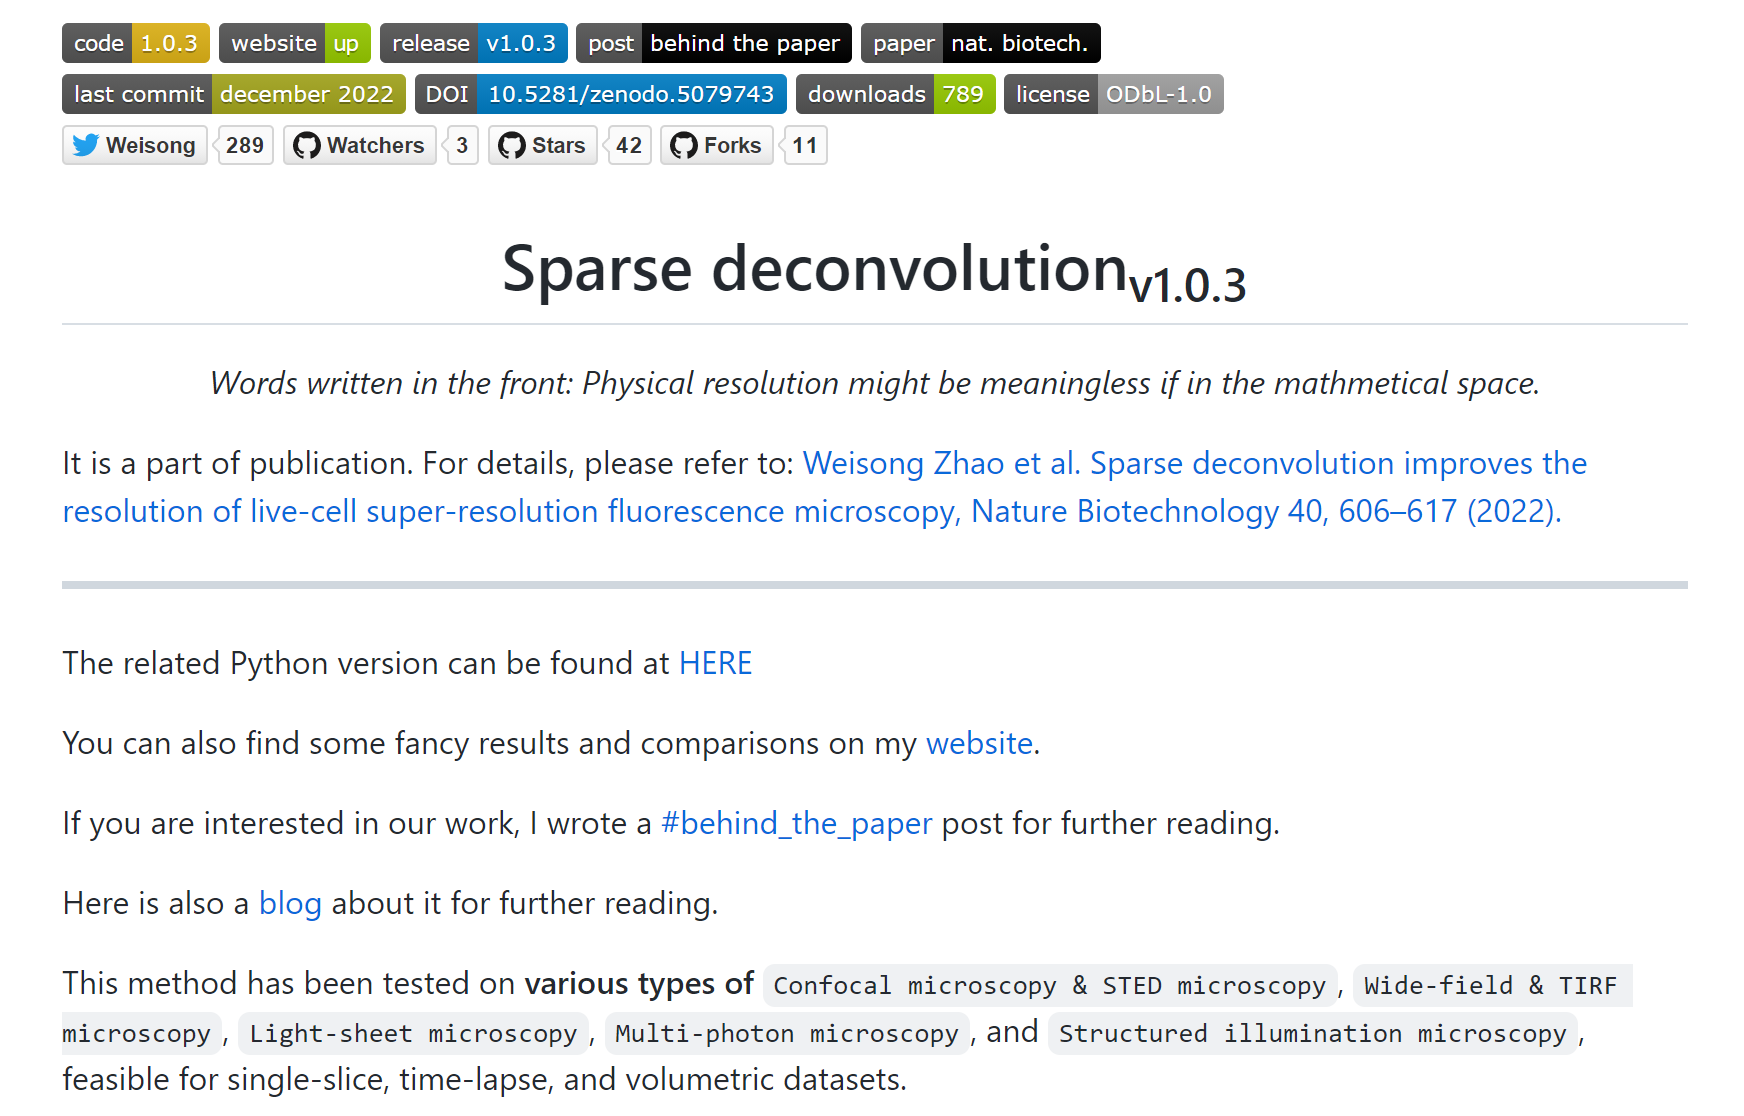 code 1.0.3 website up release v1.0.3 post behind the paper paper nat. biotech.
last commit december 2022 DOI 10.5281/zenodo.5079743 downloads 789 license ODbL-1.0
Weisong 289 Watchers 3 Stars 42 Forks 11
Sparse deconvolutionv1.0.3
Words written in the front: Physical resolution might be meaningless if in the mathmetical space.
It is a part of publication. For details, please refer to: Weisong Zhao et al. Sparse deconvolution improves the
resolution of live-cell super-resolution fluorescence microscopy, Nature Biotechnology 40, 606–617 (2022).
The related Python version can be found at HERE
You can also find some fancy results and comparisons on my website.
If you are interested in our work, I wrote a #behind_the_paper post for further reading.
Here is also a blog about it for further reading.
This method has been tested on various types of Confocal microscopy & STED microscopy, Wide-field & TIRF
microscopy, Light-sheet microscopy, Multi-photon microscopy, and Structured illumination microscopy,
feasible for single-slice, time-lapse, and volumetric datasets.